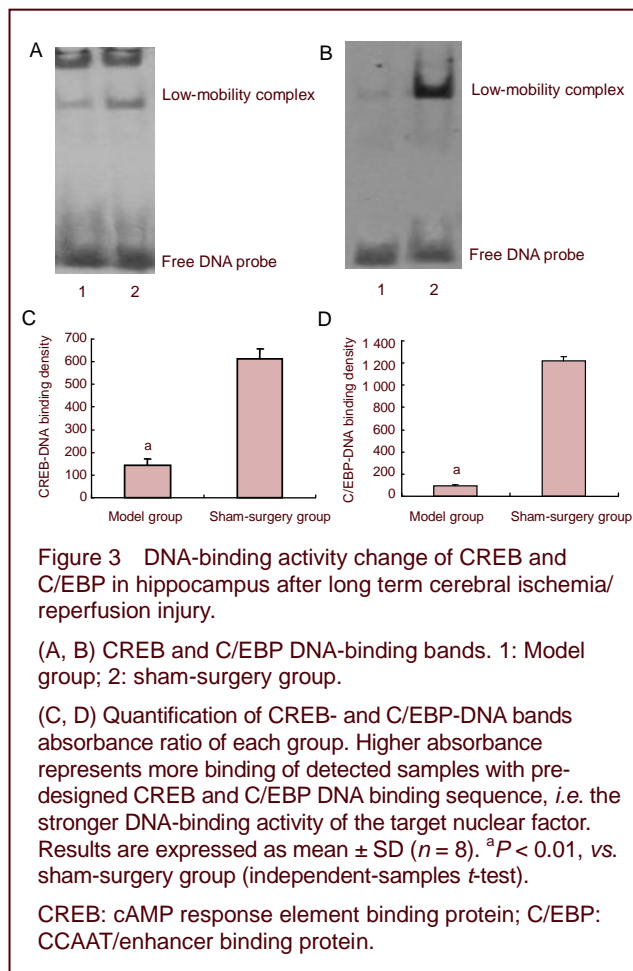 A
Low-mobility complex
Free DNA probe
1 2
B
Low-mobility complex
Free DNA probe
1 2
C
CREB-DNA binding density
700
600
500
400
300
200
100
0
a
Model group Sham-surgery group
D
C/EBP-DNA binding density
1 400
1 200
1 000
800
600
400
200
0
a
Model group Sham-surgery group
Figure 3 DNA-binding activity change of CREB and
C/EBP in hippocampus after long term cerebral ischemia/
reperfusion injury.
(A, B) CREB and C/EBP DNA-binding bands. 1: Model
group; 2: sham-surgery group.
(C, D) Quantification of CREB- and C/EBP-DNA bands
absorbance ratio of each group. Higher absorbance
represents more binding of detected samples with pre-
designed CREB and C/EBP DNA binding sequence, i.e. the
stronger DNA-binding activity of the target nuclear factor.
Results are expressed as mean ± SD (n = 8). ᵃP < 0.01, vs.
sham-surgery group (independent-samples t-test).
CREB: cAMP response element binding protein; C/EBP:
CCAAT/enhancer binding protein.